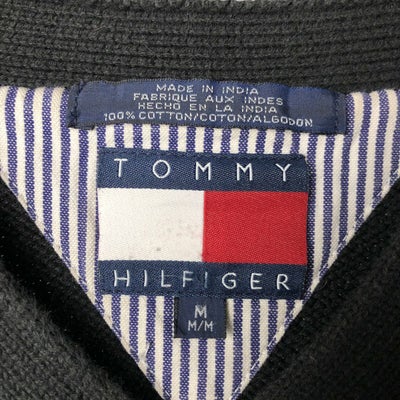 MADE IN INDIA
FABRIQUE AUX INDES
HECHO EN LA INDIA
100% COTTON/COTON/ALGODON
TOMMY
HILFIGER
M
M/M